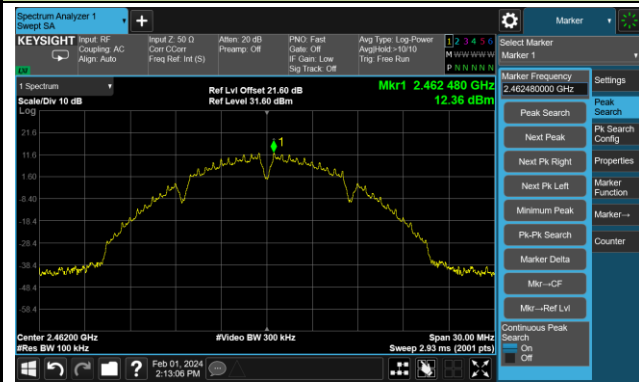 Spectrum Analyzer 1
Swept SA
+
Marker
KEYSIGHT
Input: RF
Coupling: AC
Align: Auto
Input Z: 50 Ω
Corr CCorr
Freq Ref: Int (S)
Atten: 20 dB
Preamp: Off
PNO: Fast
Gate: Off
IF Gain: Low
Sig Track: Off
Avg Type: Log-Power
Avg|Hold:>10/10
Trig: Free Run
1 2 3 4 5 6
M W W W W W
P N N N N N
LXI
Select Marker
Marker 1
1 Spectrum
Scale/Div 10 dB
Log
Ref Lvl Offset 21.60 dB
Ref Level 31.60 dBm
Mkr1 2.462 480 GHz
12.36 dBm
21.6
11.6
1.60
-8.40
-18.4
-28.4
-38.4
-48.4
-58.4
1
Center 2.46200 GHz
#Res BW 100 kHz
#Video BW 300 kHz
Span 30.00 MHz
Sweep 2.93 ms (2001 pts)
Marker Frequency
2.462480000 GHz
Peak Search
Next Peak
Next Pk Right
Next Pk Left
Minimum Peak
Pk-Pk Search
Marker Delta
Mkr→CF
Mkr→Ref Lvl
Continuous Peak
Search
On
Off
Settings
Peak
Search
Pk Search
Config
Properties
Marker
Function
Marker→
Counter
?
Feb 01, 2024
2:13:06 PM